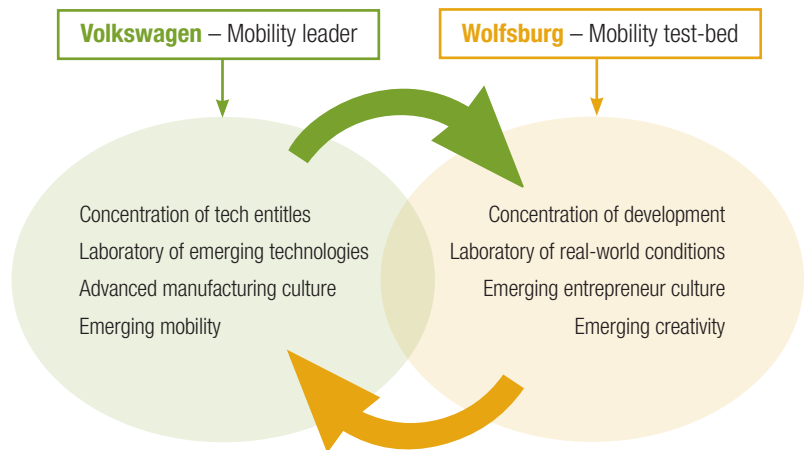 Volkswagen – Mobility leader
Wolfsburg – Mobility test-bed
Concentration of tech entitles
Laboratory of emerging technologies
Advanced manufacturing culture
Emerging mobility
Concentration of development
Laboratory of real-world conditions
Emerging entrepreneur culture
Emerging creativity